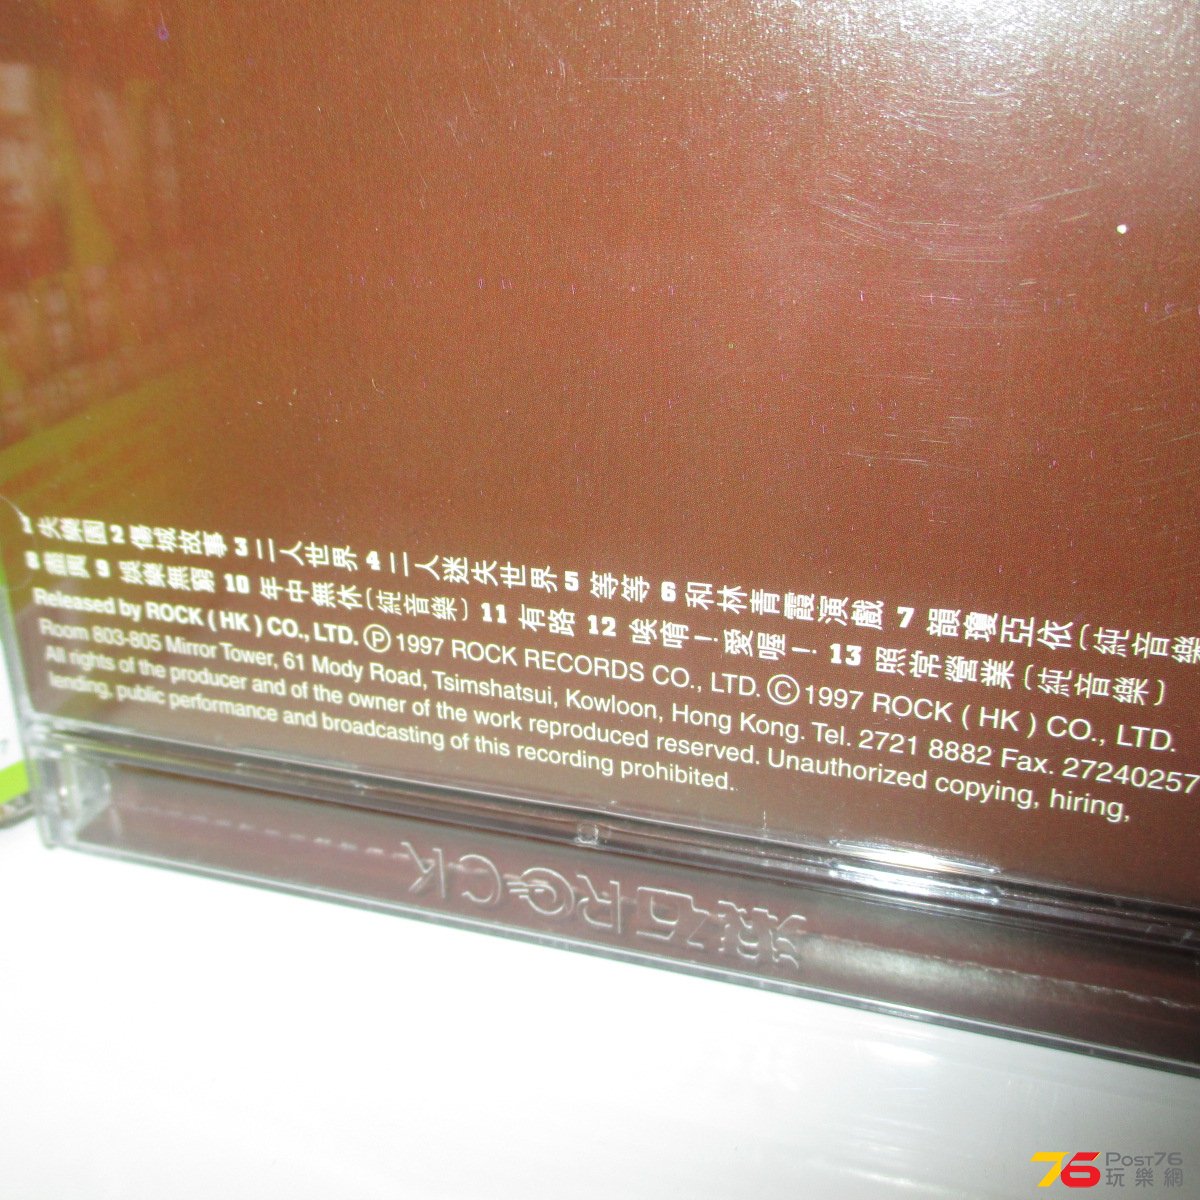 1 失樂園 2 傷城故事 3 二人世界 4 二人迷失世界 5 等等 6 和林青霞演戲 7 韻瓊亞依〔純音樂
8 盡興 9 娛樂無窮 10 年中無休〔純音樂〕 11 有路 12 唉唷！愛喔！ 13 照常營業〔純音樂〕
Released by ROCK ( HK ) CO., LTD. Ⓟ 1997 ROCK RECORDS CO., LTD. © 1997 ROCK ( HK ) CO., LTD.
Room 803-805 Mirror Tower, 61 Mody Road, Tsimshatsui, Kowloon, Hong Kong. Tel. 2721 8882 Fax. 27240257
All rights of the producer and of the owner of the work reproduced reserved. Unauthorized copying, hiring,
lending, public performance and broadcasting of this recording prohibited.
滾石ROCK
76 POST76
玩樂網